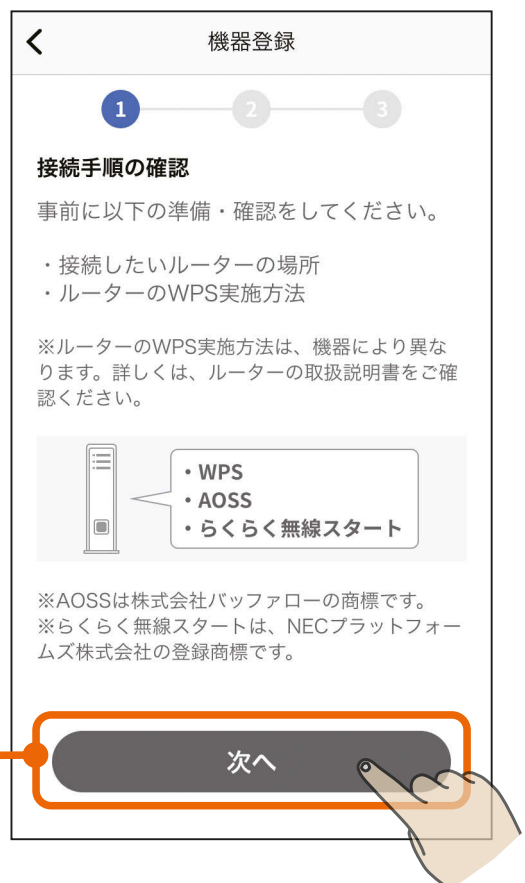 機器登録
1 2 3
接続手順の確認
事前に以下の準備・確認をしてください。
・接続したいルーターの場所
・ルーターのWPS実施方法
※ルーターのWPS実施方法は、機器により異な
ります。詳しくは、ルーターの取扱説明書をご確
認ください。
・WPS
・AOSS
・らくらく無線スタート
※AOSSは株式会社バッファローの商標です。
※らくらく無線スタートは、NECプラットフォー
ムズ株式会社の登録商標です。
次へ